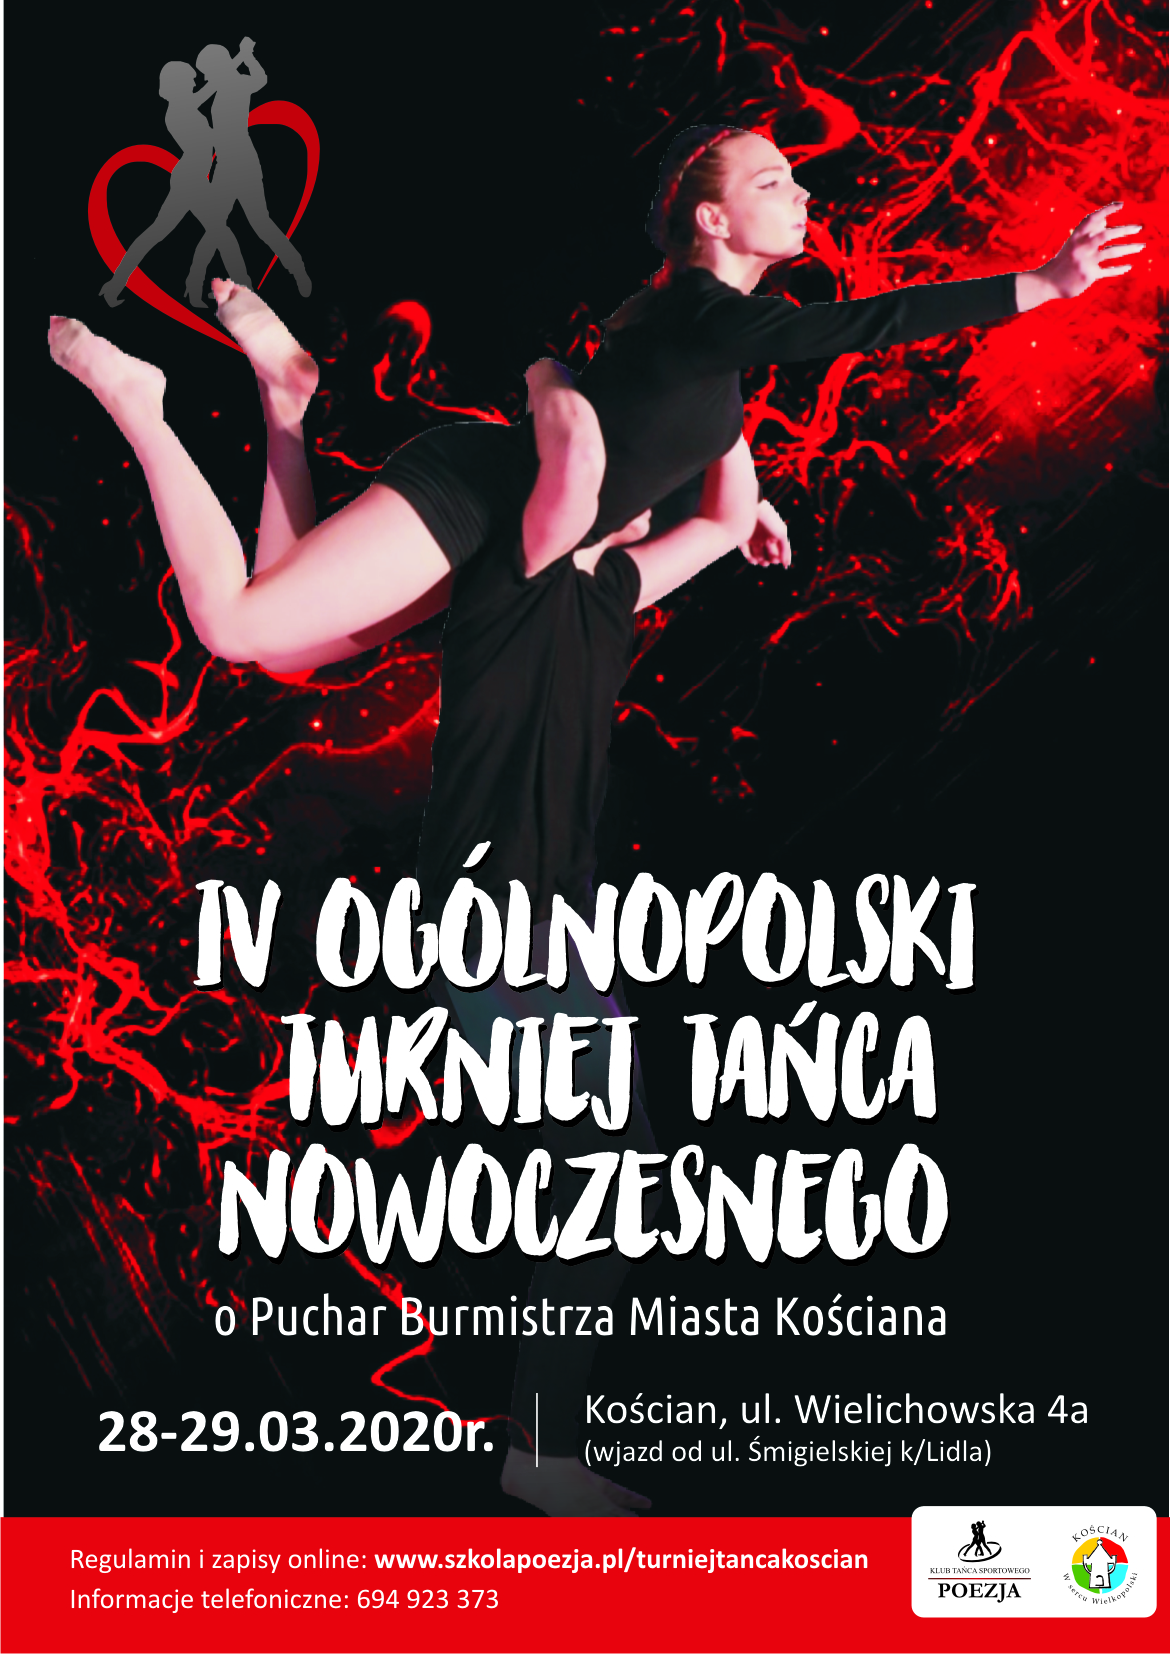 IV OGÓLNOPOLSKI
TURNIEJ TAŃCA
NOWOCZESNEGO
o Puchar Burmistrza Miasta Kościana
28-29.03.2020r.
Kościan, ul. Wielichowska 4a
(wjazd od ul. Śmigielskiej k/Lidla)
Regulamin i zapisy online: www.szkolapoezja.pl/turniejtancakoscian
Informacje telefoniczne: 694 923 373
KLUB TAŃCA SPORTOWEGO
POEZJA
KOŚCIAN
W sercu Wielkopolski